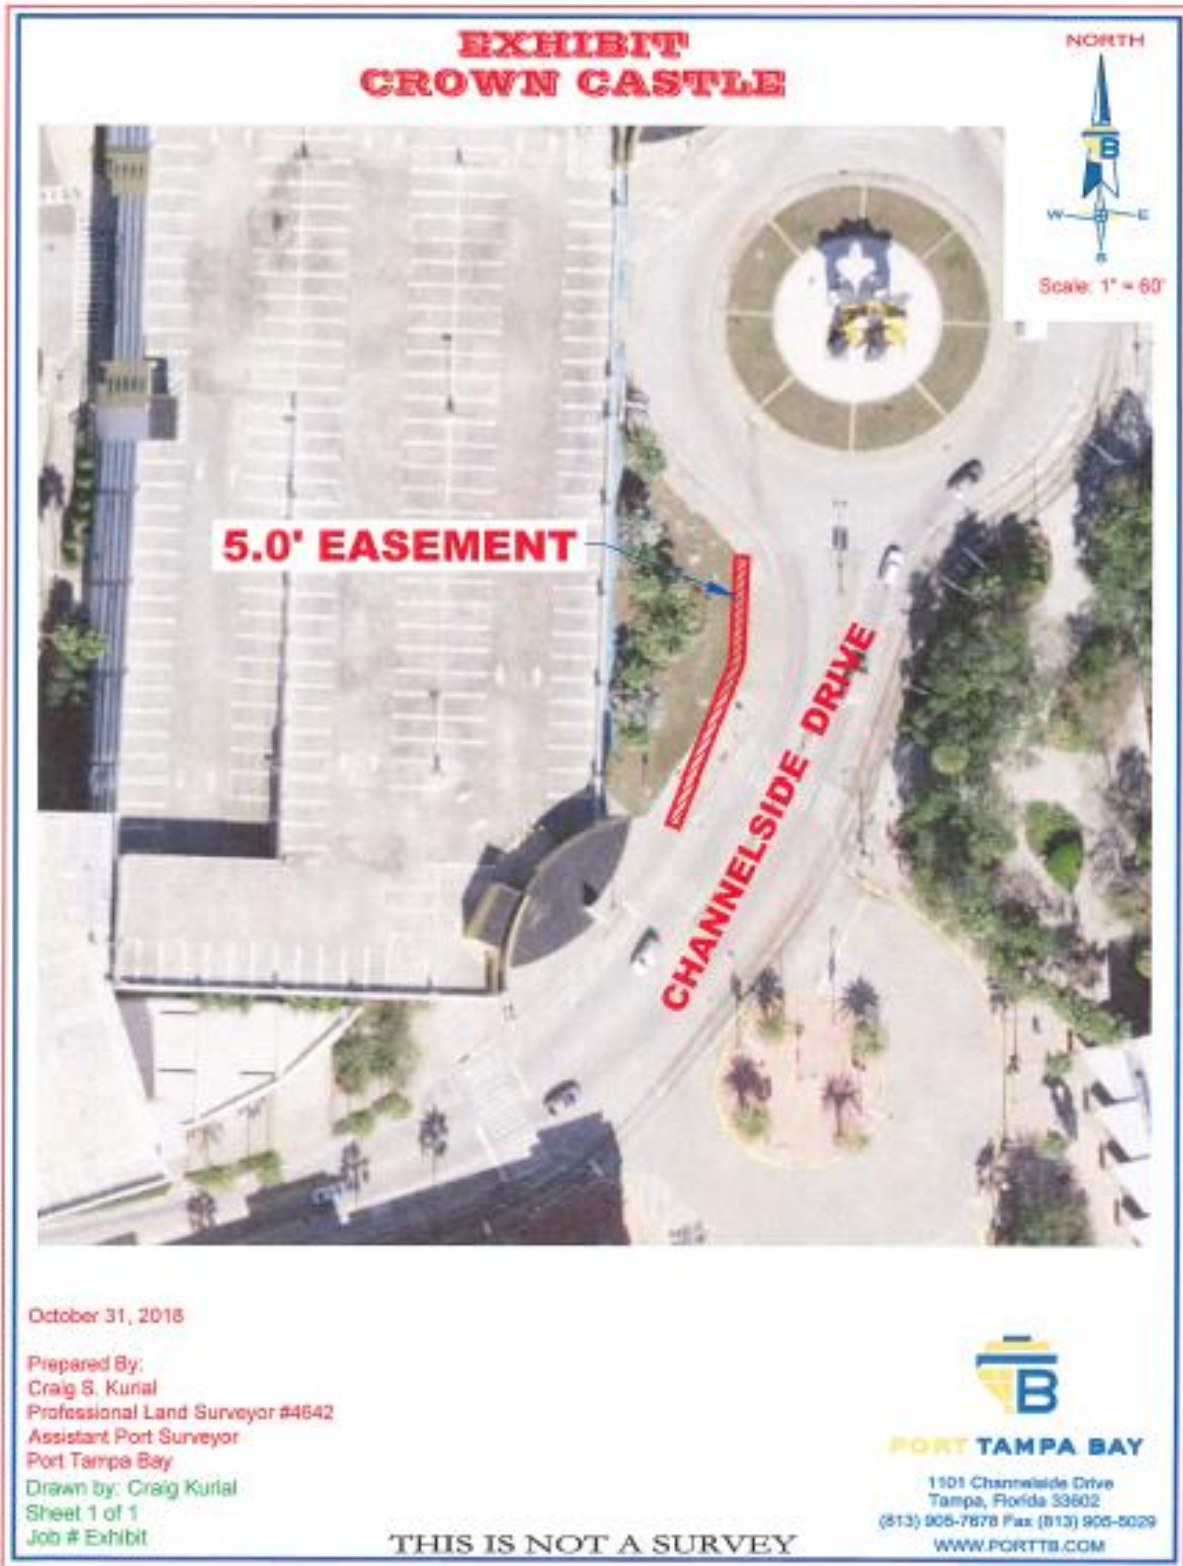 EXHIBIT
CROWN CASTLE
NORTH
B
W
E
S
Scale: 1" = 60'
5.0' EASEMENT
CHANNELSIDE DRIVE
October 31, 2018
Prepared By:
Craig S. Kurial
Professional Land Surveyor #4642
Assistant Port Surveyor
Port Tampa Bay
Drawn by: Craig Kurial
Sheet 1 of 1
Job # Exhibit
THIS IS NOT A SURVEY
B
PORT TAMPA BAY
1101 Channelside Drive
Tampa, Florida 33602
(813) 905-7678 Fax (813) 905-5029
WWW.PORTTB.COM